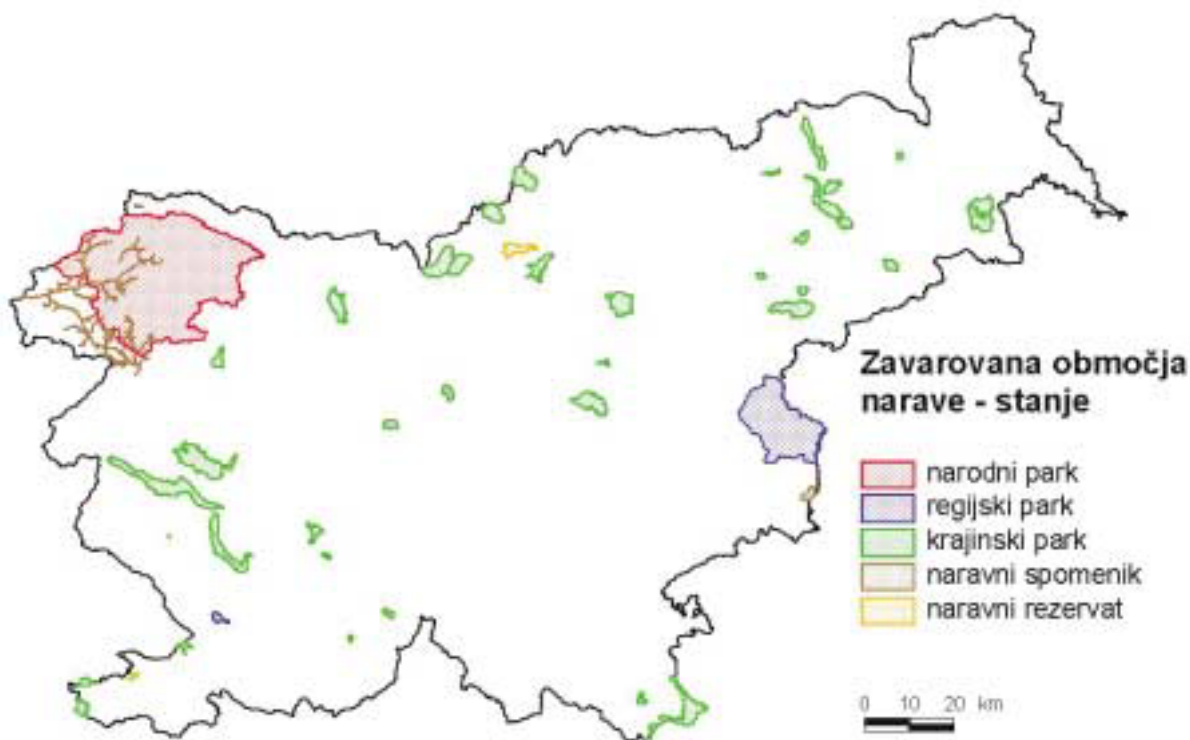 Zavarovana območja
narave - stanje
narodni park
regijski park
krajinski park
naravni spomenik
naravni rezervat
0 10 20 km